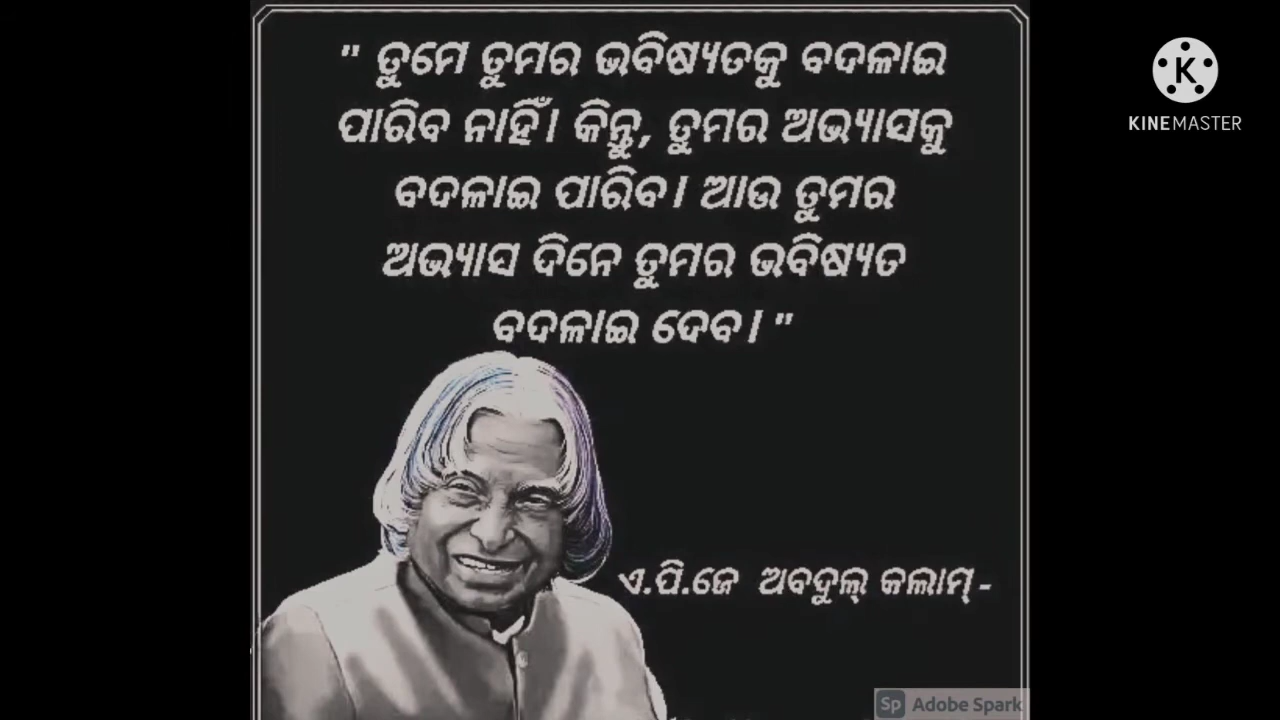 " ତୁମେ ତୁମର ଭବିଷ୍ୟତକୁ ବଦଳାଇ
ପାରିବ ନାହିଁ। କିନ୍ତୁ, ତୁମର ଅଭ୍ୟାସକୁ
ବଦଳାଇ ପାରିବ। ଆଉ ତୁମର
ଅଭ୍ୟାସ ଦିନେ ତୁମର ଭବିଷ୍ୟତ
ବଦଳାଇ ଦେବ। "
ଏ.ପି.ଜେ ଅବଦୁଲ୍ କଲାମ୍ -
K
KINEMASTER
Sp Adobe Spark